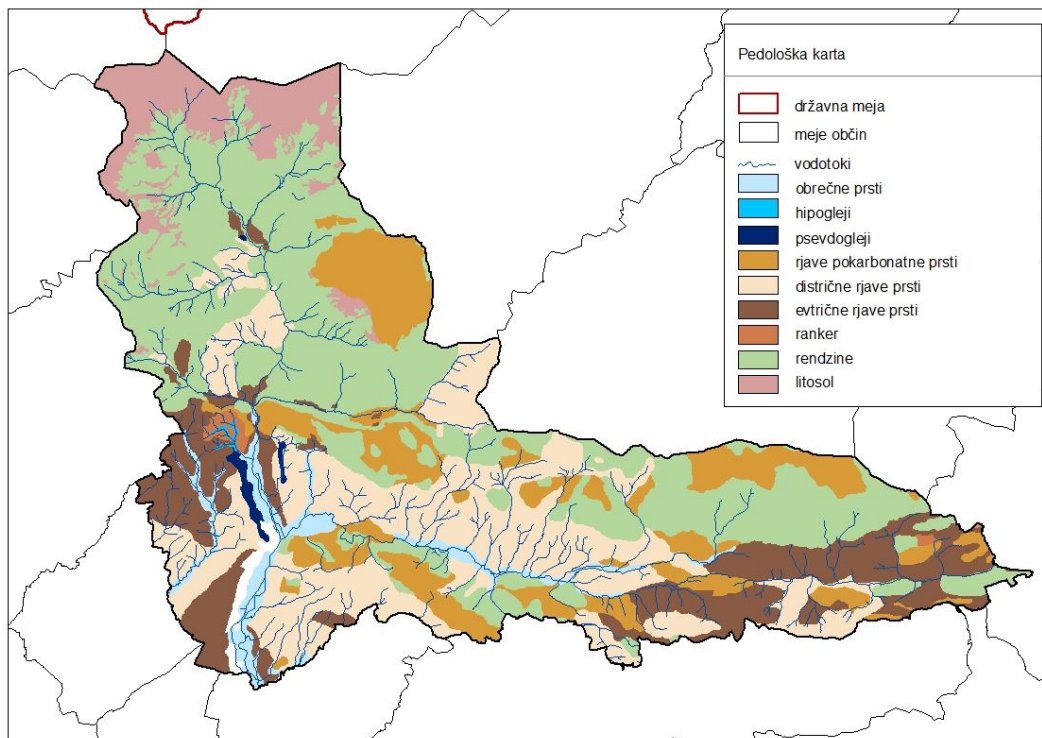 Pedološka karta
državna meja
meje občin
vodotoki
obrečne prsti
hipogleji
psevdogleji
rjave pokarbonatne prsti
distrične rjave prsti
evtrične rjave prsti
ranker
rendzine
litosol